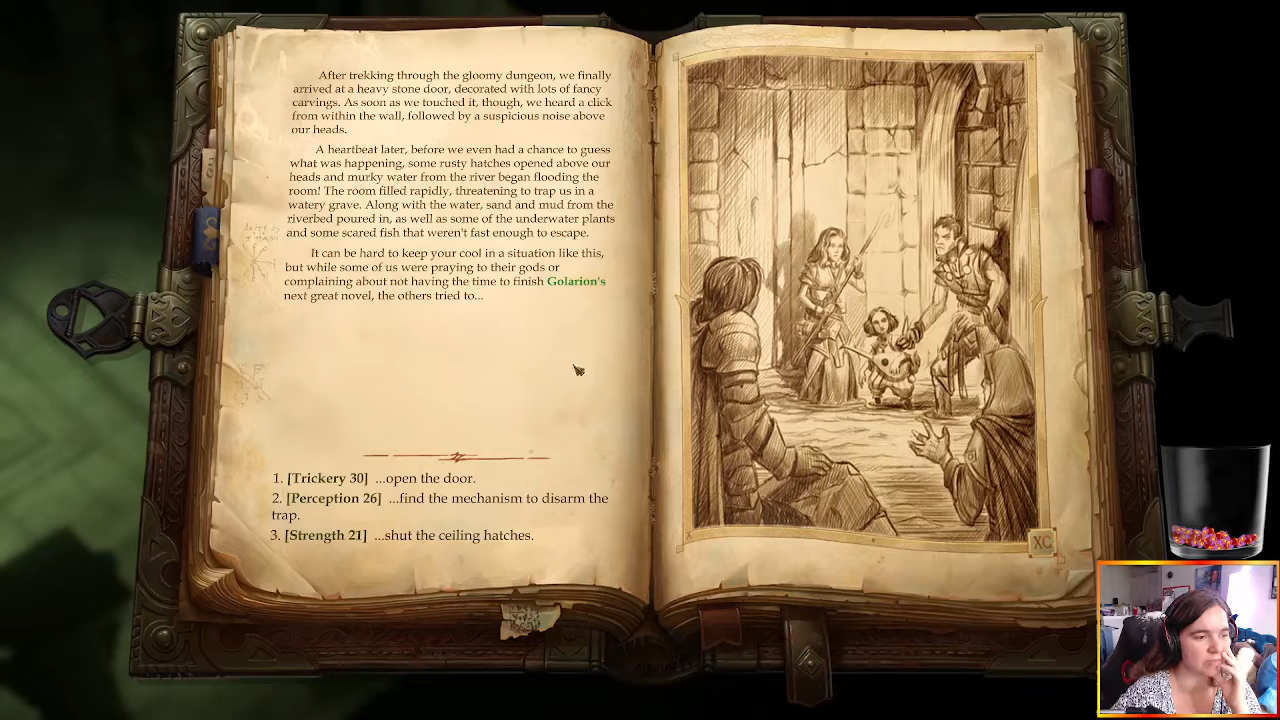 After trekking through the gloomy dungeon, we finally
arrived at a heavy stone door, decorated with lots of fancy
carvings. As soon as we touched it, though, we heard a click
from within the wall, followed by a suspicious noise above
our heads.
A heartbeat later, before we even had a chance to guess
what was happening, some rusty hatches opened above our
heads and murky water from the river began flooding the
room! The room filled rapidly, threatening to trap us in a
watery grave. Along with the water, sand and mud from the
riverbed poured in, as well as some of the underwater plants
and some scared fish that weren't fast enough to escape.
It can be hard to keep your cool in a situation like this,
but while some of us were praying to their gods or
complaining about not having the time to finish Golarion's
next great novel, the others tried to...
1. [Trickery 30] ...open the door.
2. [Perception 26] ...find the mechanism to disarm the
trap.
3. [Strength 21] ...shut the ceiling hatches.
XC